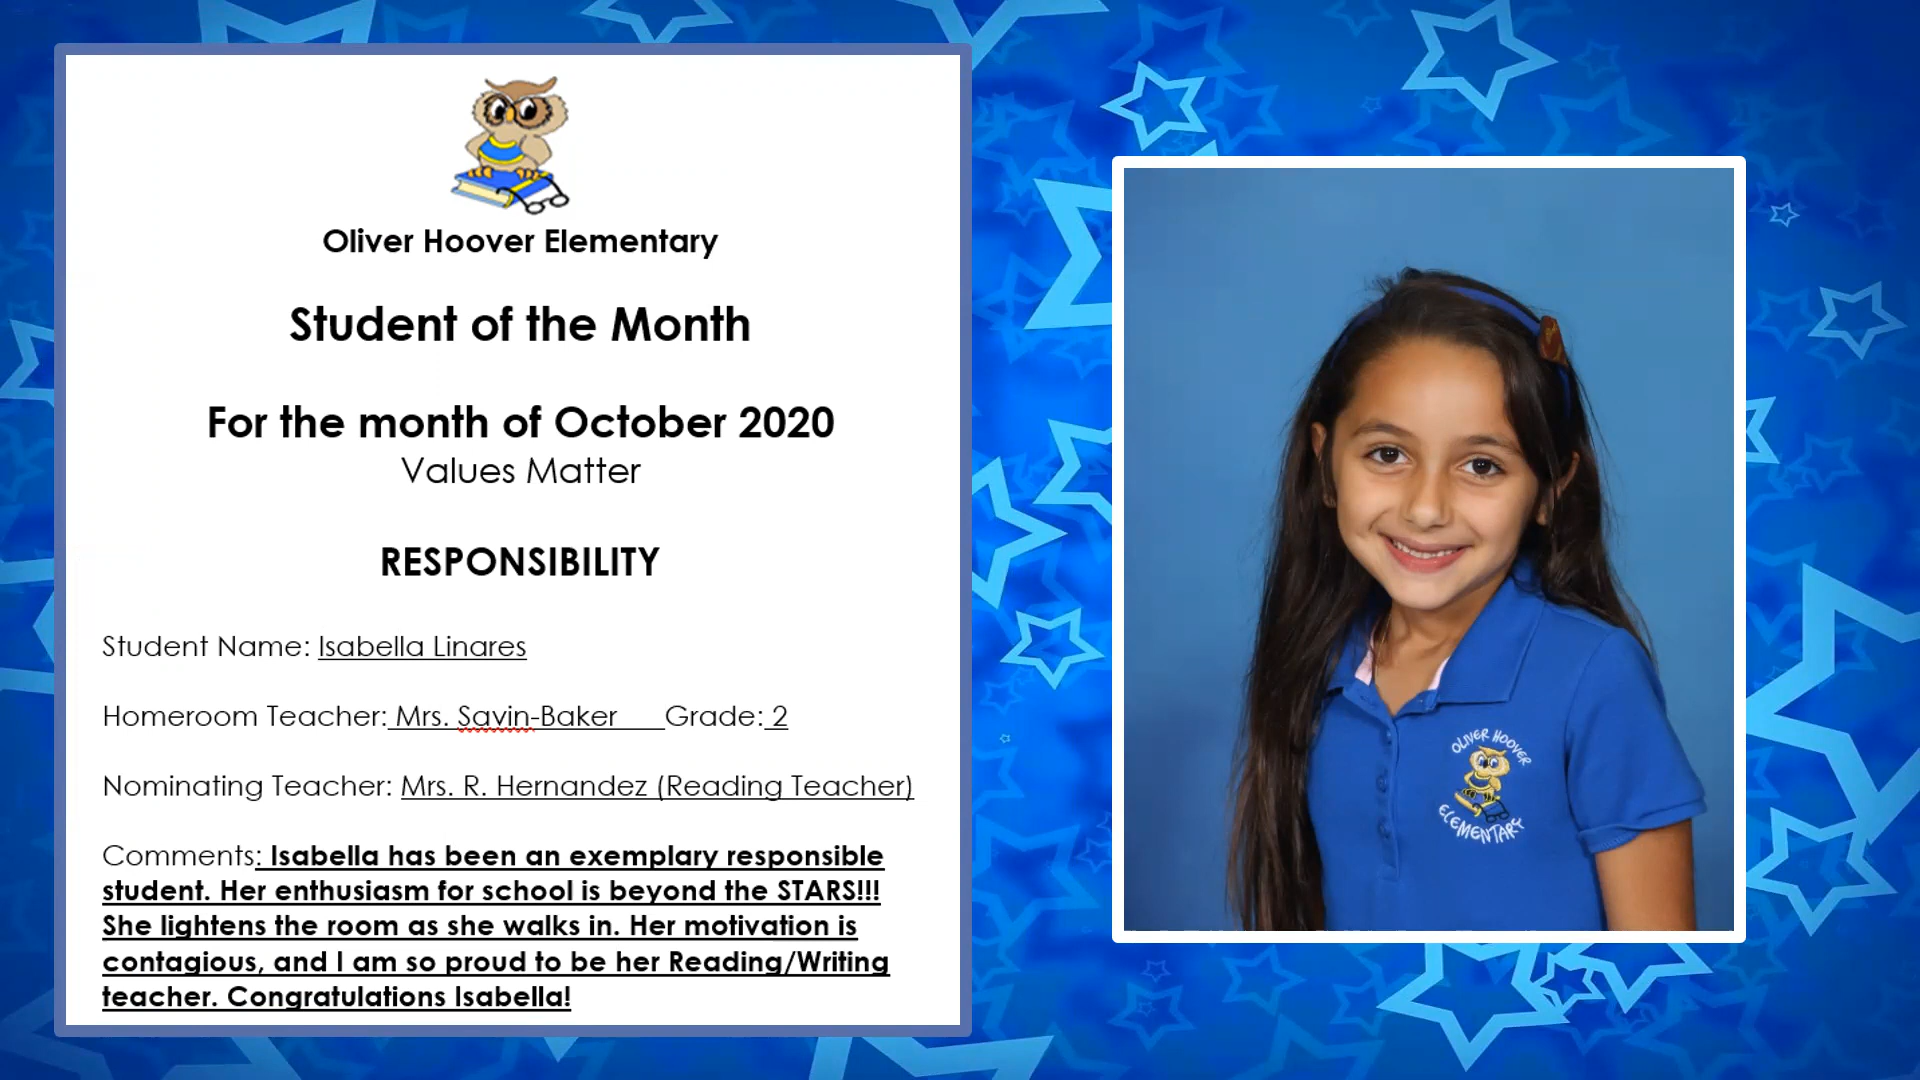 Oliver Hoover Elementary
Student of the Month
For the month of October 2020
Values Matter
RESPONSIBILITY
Student Name: Isabella Linares
Homeroom Teacher: Mrs. Savin-Baker Grade: 2
Nominating Teacher: Mrs. R. Hernandez (Reading Teacher)
Comments: Isabella has been an exemplary responsible
student. Her enthusiasm for school is beyond the STARS!!!
She lightens the room as she walks in. Her motivation is
contagious, and I am so proud to be her Reading/Writing
teacher. Congratulations Isabella!
OLIVER HOOVER
ELEMENTARY